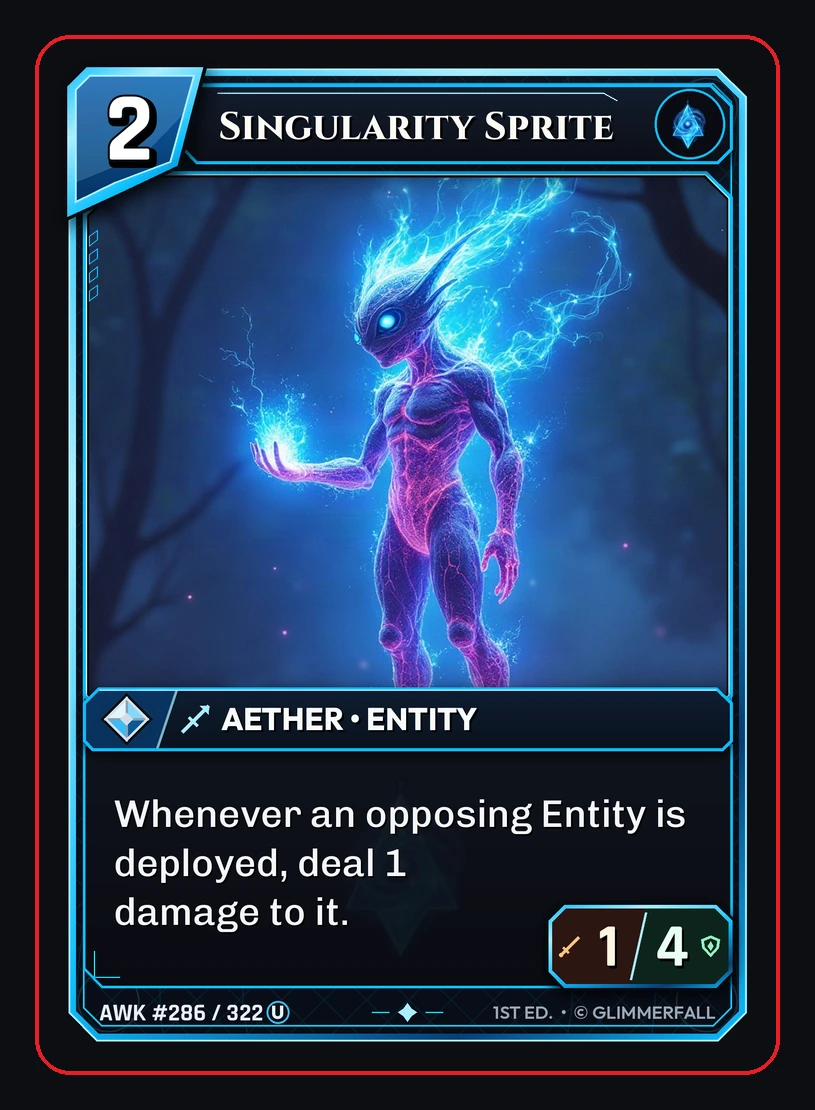 2
Singularity Sprite
AETHER • ENTITY
Whenever an opposing Entity is
deployed, deal 1
damage to it.
1 / 4
AWK #286 / 322 U
1ST ED. • © GLIMMERFALL